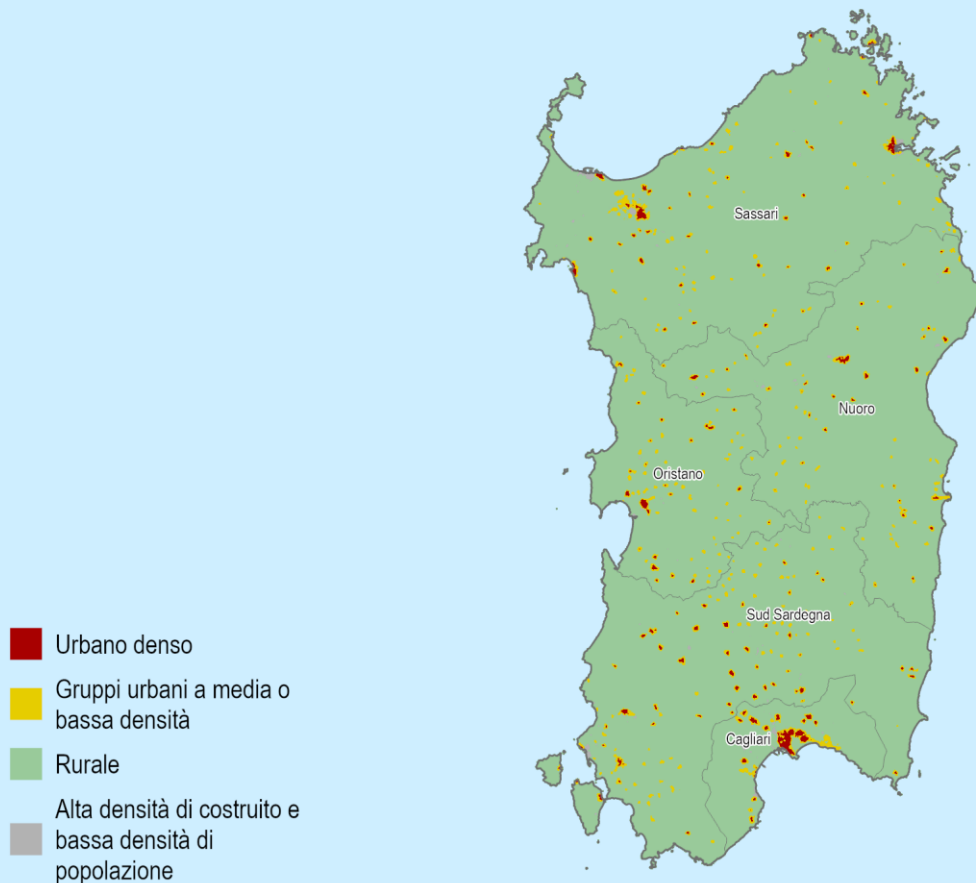 Sassari
Nuoro
Oristano
Sud Sardegna
Cagliari
Urbano denso
Gruppi urbani a media o
bassa densità
Rurale
Alta densità di costruito e
bassa densità di
popolazione